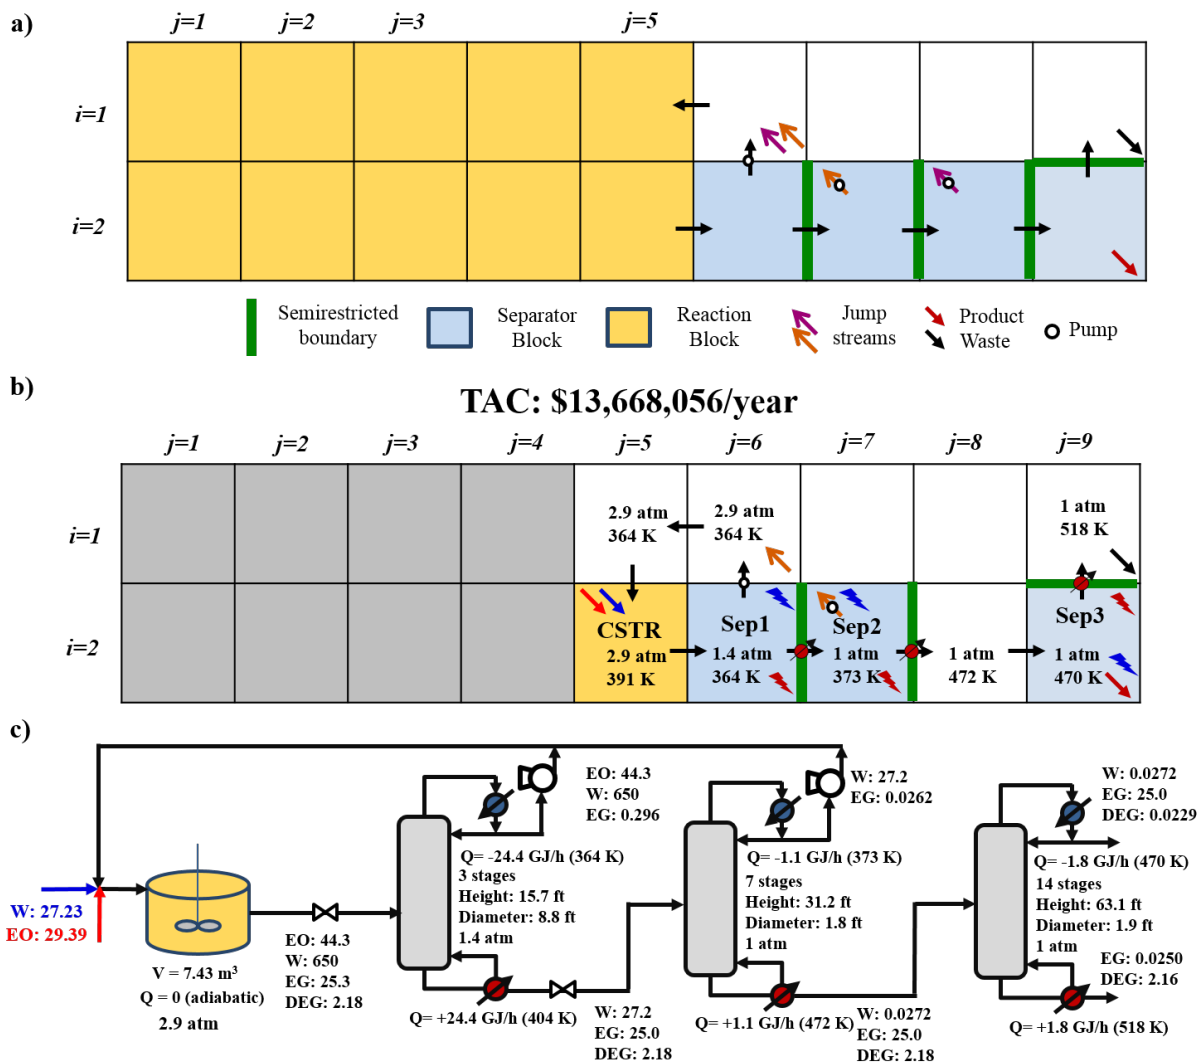 a)
j=1 j=2 j=3 j=5
i=1
i=2
Semirestricted boundary
Separator Block
Reaction Block
Jump streams
Product
Waste
Pump
b)
TAC: $13,668,056/year
j=1 j=2 j=3 j=4 j=5 j=6 j=7 j=8 j=9
i=1
2.9 atm
364 K
2.9 atm
364 K
1 atm
518 K
i=2
CSTR
2.9 atm
391 K
Sep1
1.4 atm
364 K
Sep2
1 atm
373 K
1 atm
472 K
Sep3
1 atm
470 K
c)
W: 27.23
EO: 29.39
V = 7.43 m³
Q = 0 (adiabatic)
2.9 atm
EO: 44.3
W: 650
EG: 25.3
DEG: 2.18
EO: 44.3
W: 650
EG: 0.296
Q= -24.4 GJ/h (364 K)
3 stages
Height: 15.7 ft
Diameter: 8.8 ft
1.4 atm
Q= +24.4 GJ/h (404 K)
W: 27.2
EG: 25.0
DEG: 2.18
W: 27.2
EG: 0.0262
Q= -1.1 GJ/h (373 K)
7 stages
Height: 31.2 ft
Diameter: 1.8 ft
1 atm
Q= +1.1 GJ/h (472 K)
W: 0.0272
EG: 25.0
DEG: 2.18
W: 0.0272
EG: 25.0
DEG: 0.0229
Q= -1.8 GJ/h (470 K)
14 stages
Height: 63.1 ft
Diameter: 1.9 ft
1 atm
EG: 0.0250
DEG: 2.16
Q= +1.8 GJ/h (518 K)